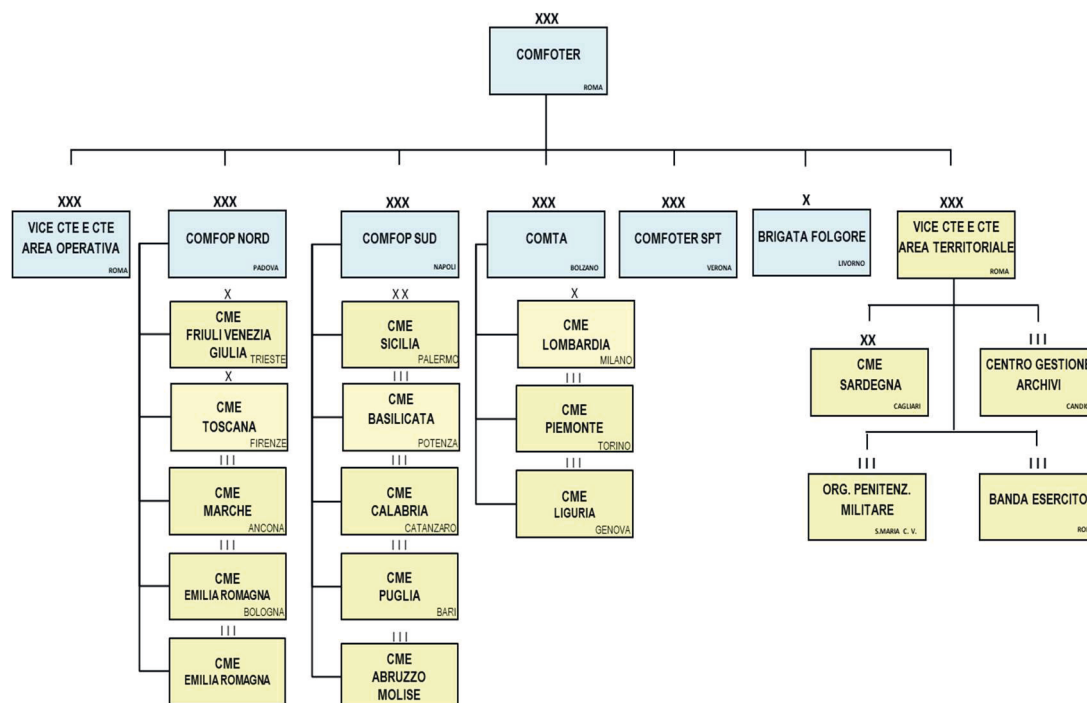 XXX
COMFOTER
ROMA
XXX
VICE CTE E CTE
AREA OPERATIVA
ROMA
XXX
COMFOP NORD
PADOVA
XXX
COMFOP SUD
NAPOLI
XXX
COMTA
BOLZANO
XXX
COMFOTER SPT
VERONA
X
BRIGATA FOLGORE
LIVORNO
XXX
VICE CTE E CTE
AREA TERRITORIALE
ROMA
X
CME
FRIULI VENEZIA
GIULIA
TRIESTE
X
CME
TOSCANA
FIRENZE
III
CME
MARCHE
ANCONA
III
CME
EMILIA ROMAGNA
BOLOGNA
III
CME
EMILIA ROMAGNA
XX
CME
SICILIA
PALERMO
III
CME
BASILICATA
POTENZA
III
CME
CALABRIA
CATANZARO
III
CME
PUGLIA
BARI
III
CME
ABRUZZO
MOLISE
X
CME
LOMBARDIA
MILANO
III
CME
PIEMONTE
TORINO
III
CME
LIGURIA
GENOVA
XX
CME
SARDEGNA
CAGLIARI
III
CENTRO GESTIONE
ARCHIVI
III
ORG. PENITENZ.
MILITARE
S.MARIA C. V.
III
BANDA ESERCITO